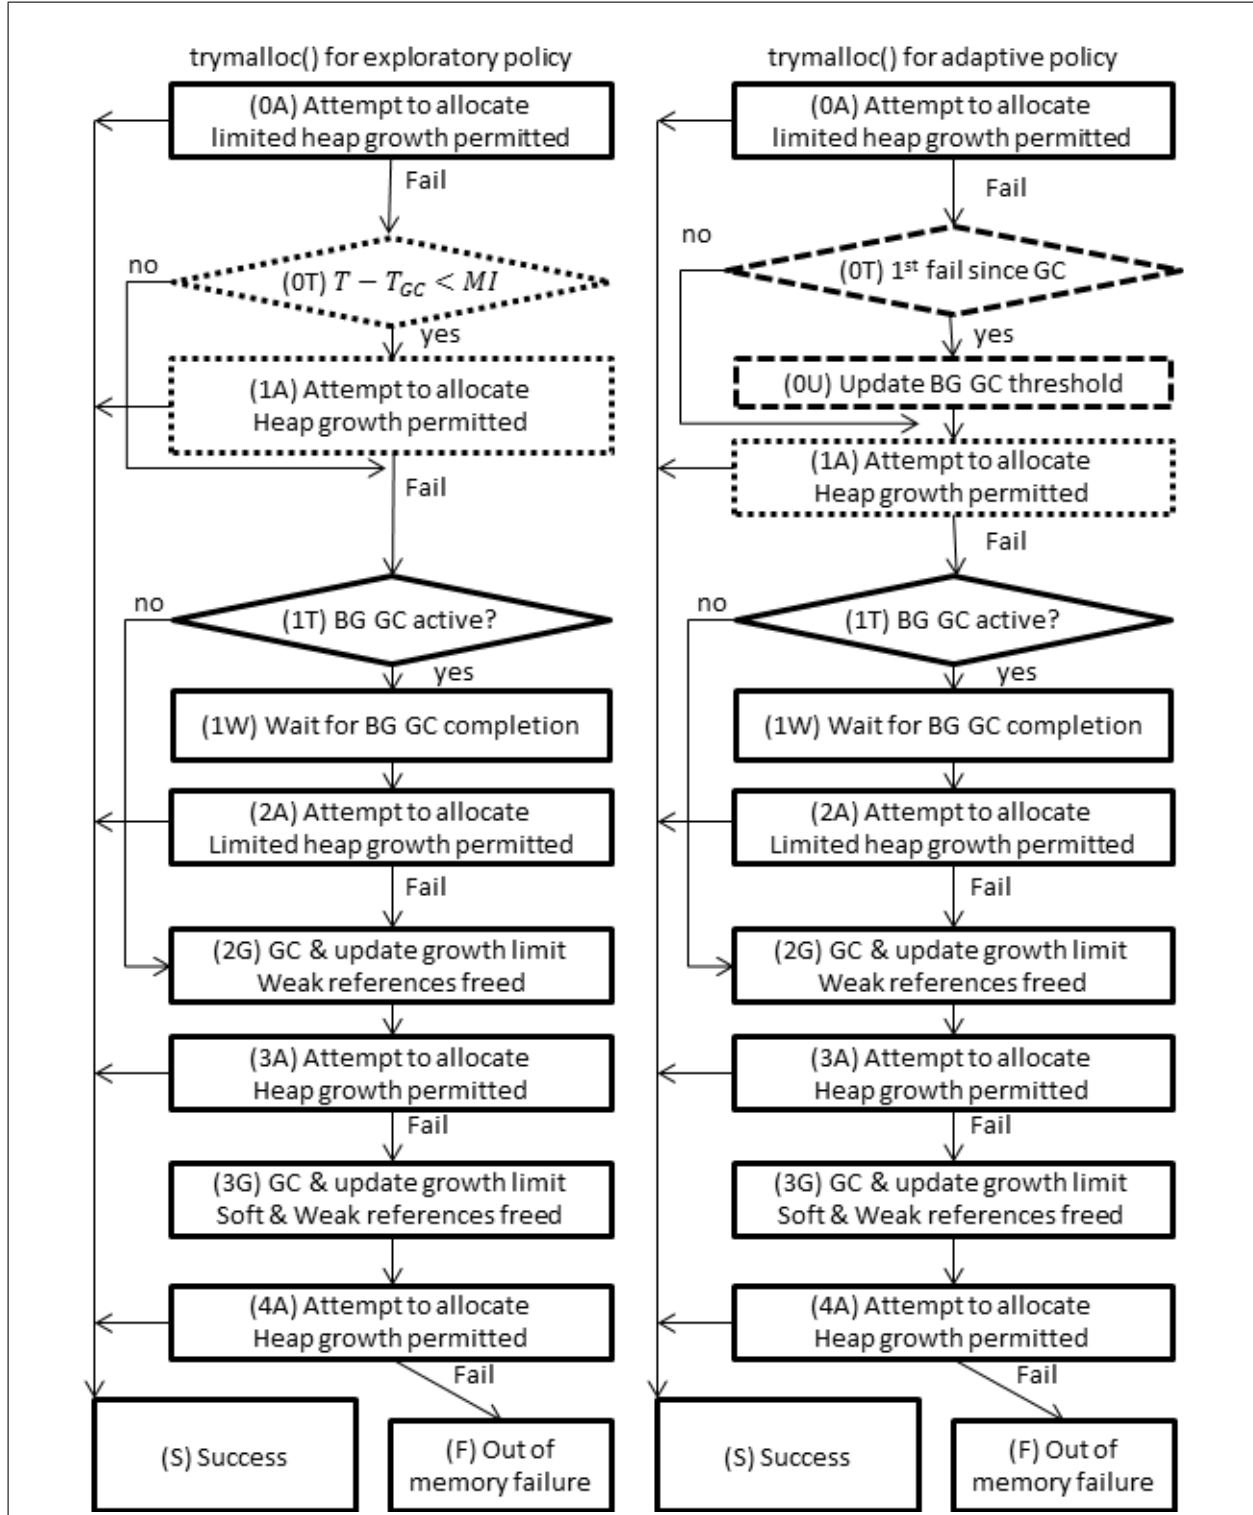 trymalloc() for exploratory policy
(0A) Attempt to allocate
limited heap growth permitted
Fail
no
(0T) T − T_GC < MI
yes
(1A) Attempt to allocate
Heap growth permitted
Fail
no
(1T) BG GC active?
yes
(1W) Wait for BG GC completion
(2A) Attempt to allocate
Limited heap growth permitted
Fail
(2G) GC & update growth limit
Weak references freed
(3A) Attempt to allocate
Heap growth permitted
Fail
(3G) GC & update growth limit
Soft & Weak references freed
(4A) Attempt to allocate
Heap growth permitted
Fail
(S) Success
(F) Out of
memory failure
trymalloc() for adaptive policy
(0A) Attempt to allocate
limited heap growth permitted
Fail
no
(0T) 1st fail since GC
yes
(0U) Update BG GC threshold
(1A) Attempt to allocate
Heap growth permitted
Fail
no
(1T) BG GC active?
yes
(1W) Wait for BG GC completion
(2A) Attempt to allocate
Limited heap growth permitted
Fail
(2G) GC & update growth limit
Weak references freed
(3A) Attempt to allocate
Heap growth permitted
Fail
(3G) GC & update growth limit
Soft & Weak references freed
(4A) Attempt to allocate
Heap growth permitted
Fail
(S) Success
(F) Out of
memory failure